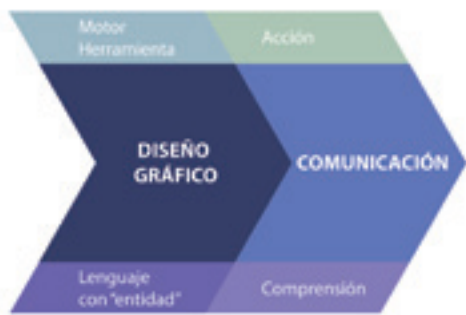 Motor
Herramienta
Acción
DISEÑO
GRÁFICO
COMUNICACIÓN
Lenguaje
con "entidad"
Comprensión